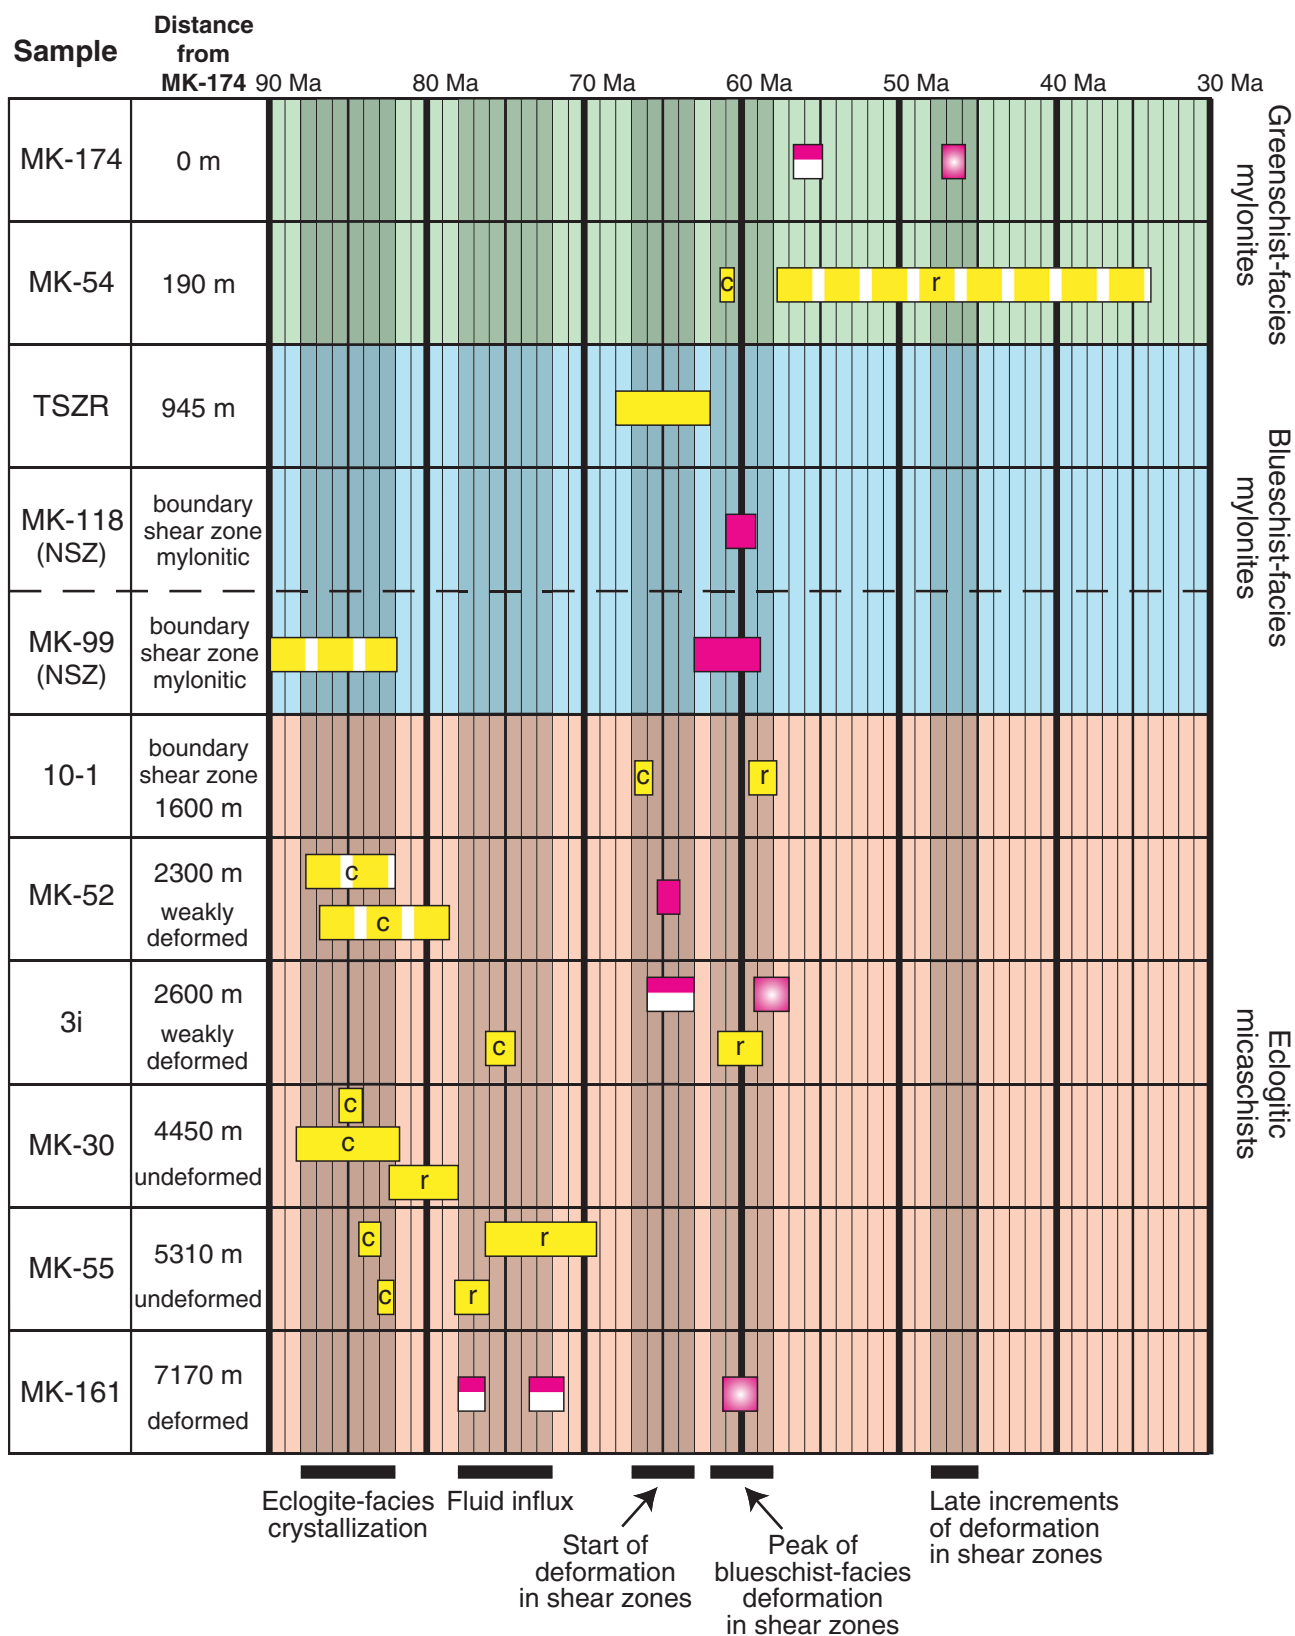 Sample
Distance
from
MK-174
90 Ma
80 Ma
70 Ma
60 Ma
50 Ma
40 Ma
30 Ma
MK-174
0 m
MK-54
190 m
c
r
Greenschist-facies
mylonites
TSZR
945 m
MK-118
(NSZ)
boundary
shear zone
mylonitic
MK-99
(NSZ)
boundary
shear zone
mylonitic
Blueschist-facies
mylonites
10-1
boundary
shear zone
1600 m
c
r
MK-52
2300 m
weakly
deformed
c
c
3i
2600 m
weakly
deformed
c
r
MK-30
4450 m
undeformed
c
c
r
MK-55
5310 m
undeformed
c
r
c
r
MK-161
7170 m
deformed
Eclogitic
micaschists
Eclogite-facies
crystallization
Fluid influx
Start of
deformation
in shear zones
Peak of
blueschist-facies
deformation
in shear zones
Late increments
of deformation
in shear zones